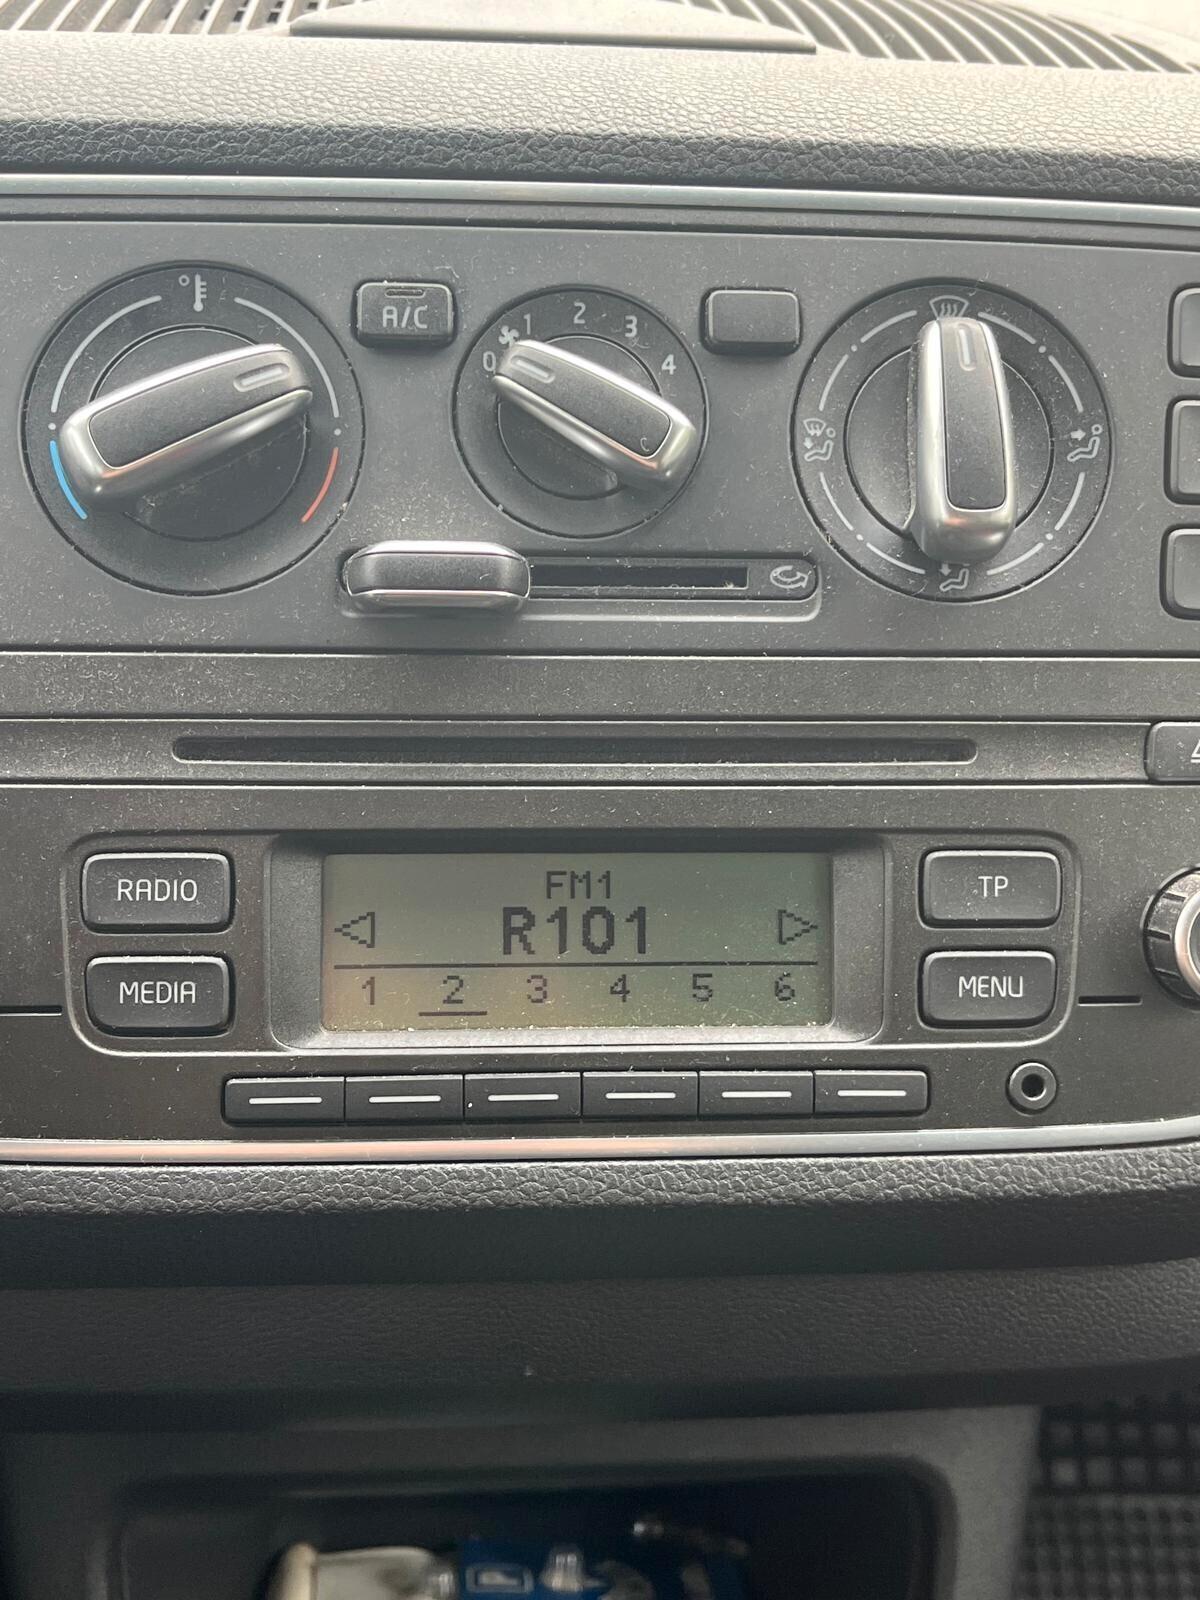 A/C
0 1 2 3 4
RADIO
FM1
R101
TP
1 2 3 4 5 6
MEDIA
MENU
P